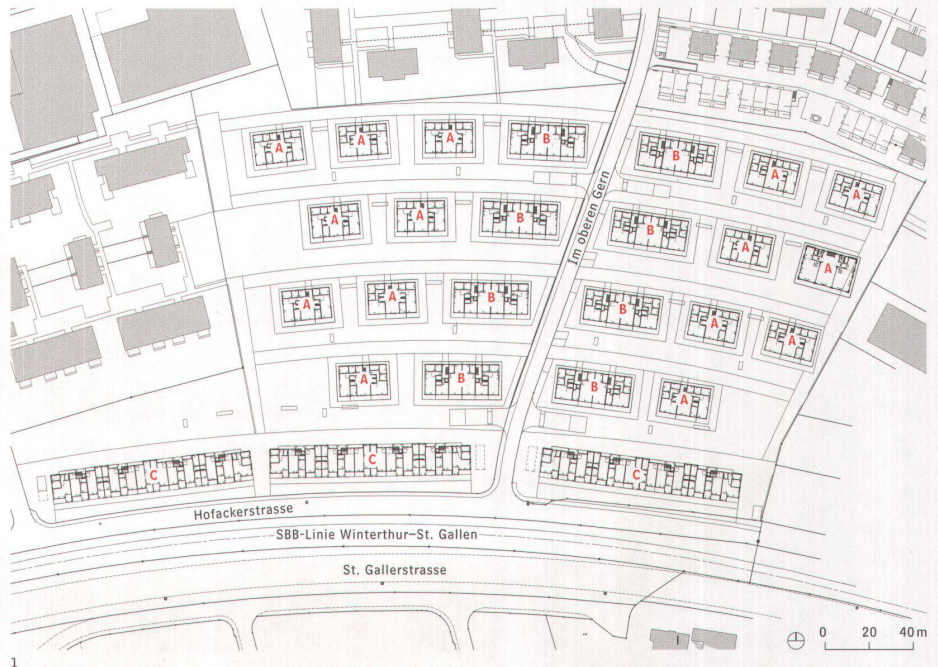 A A A B
B A A
A A B
Im oberen Gern
B A A
A A B
B A A
A B
B A
C C C
Hofackerstrasse
SBB-Linie Winterthur–St. Gallen
St. Gallerstrasse
0 20 40 m
1